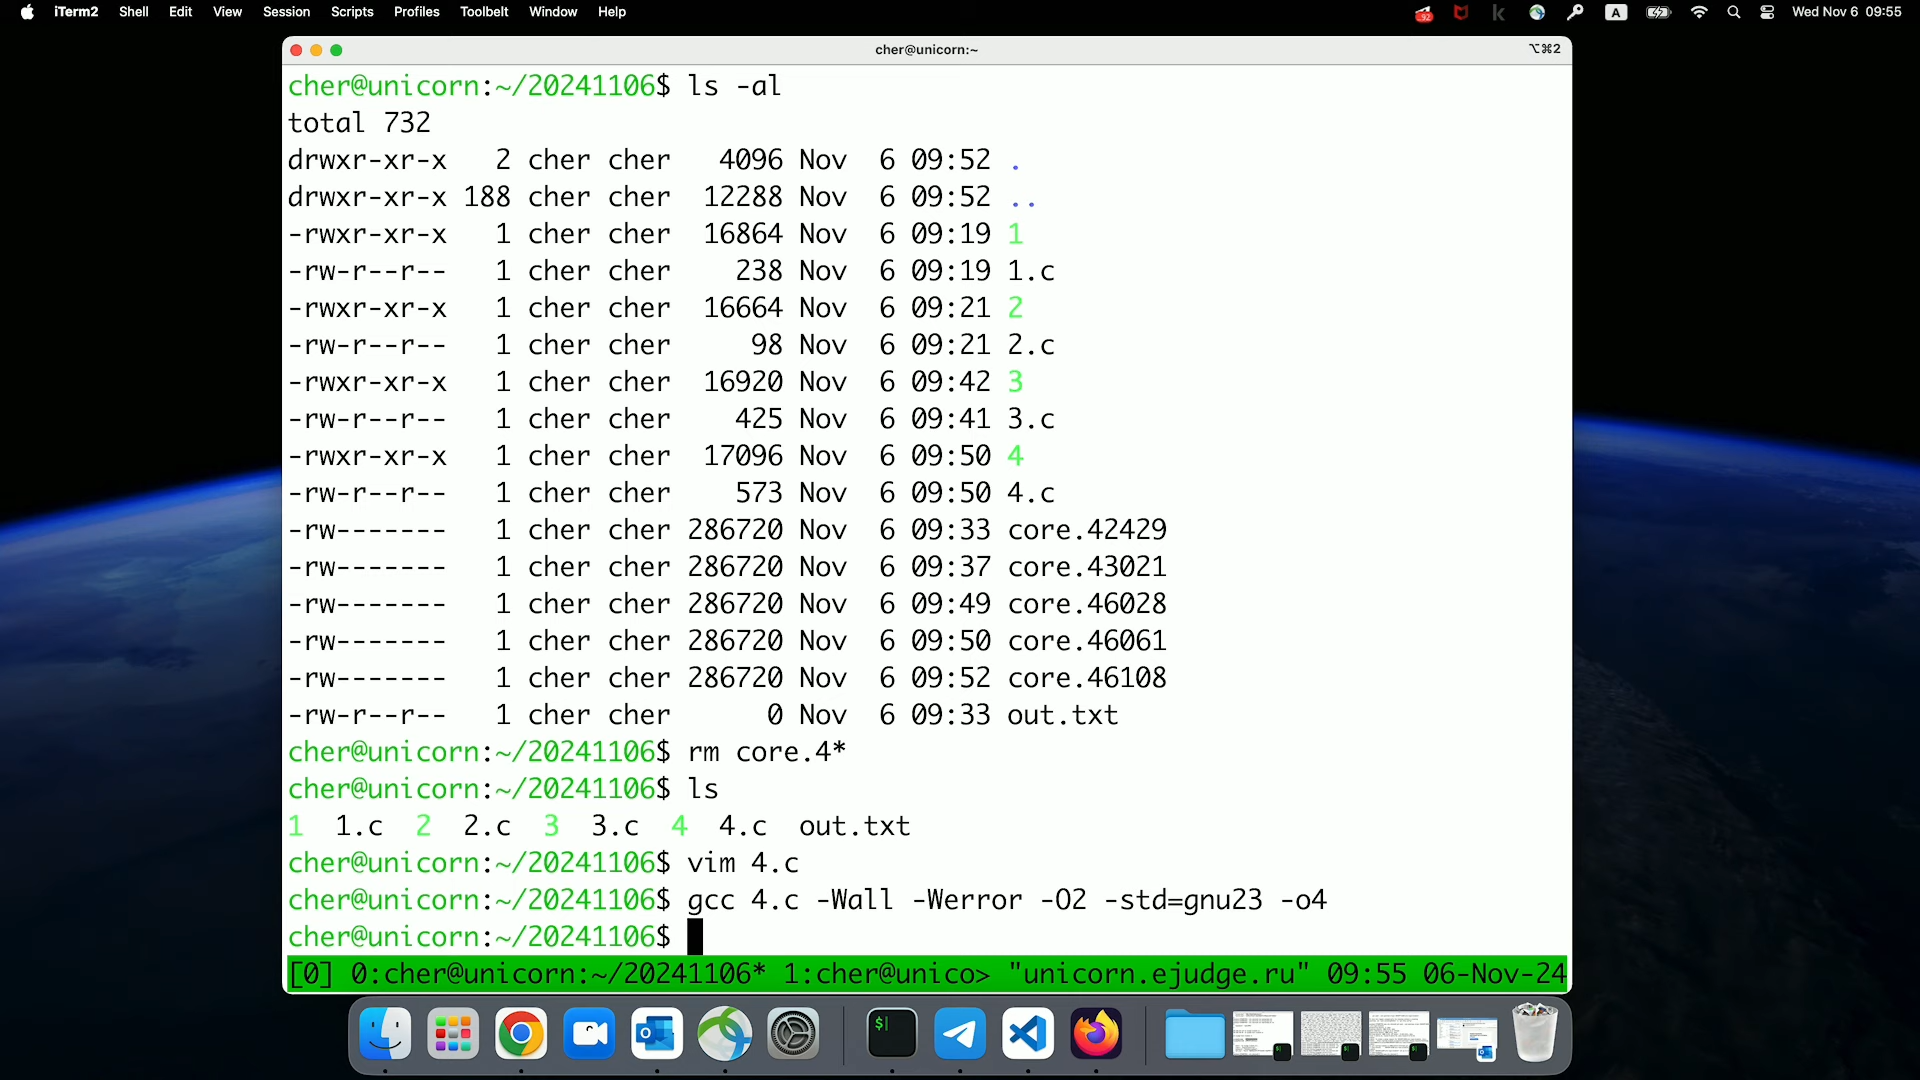 iTerm2 Shell Edit View Session Scripts Profiles Toolbelt Window Help A Wed Nov 6 09:55
cher@unicorn:~ ⌥⌘2
cher@unicorn:~/20241106$ ls -al
total 732
drwxr-xr-x 2 cher cher 4096 Nov 6 09:52 .
drwxr-xr-x 188 cher cher 12288 Nov 6 09:52 ..
-rwxr-xr-x 1 cher cher 16864 Nov 6 09:19 1
-rw-r--r-- 1 cher cher 238 Nov 6 09:19 1.c
-rwxr-xr-x 1 cher cher 16664 Nov 6 09:21 2
-rw-r--r-- 1 cher cher 98 Nov 6 09:21 2.c
-rwxr-xr-x 1 cher cher 16920 Nov 6 09:42 3
-rw-r--r-- 1 cher cher 425 Nov 6 09:41 3.c
-rwxr-xr-x 1 cher cher 17096 Nov 6 09:50 4
-rw-r--r-- 1 cher cher 573 Nov 6 09:50 4.c
-rw------- 1 cher cher 286720 Nov 6 09:33 core.42429
-rw------- 1 cher cher 286720 Nov 6 09:37 core.43021
-rw------- 1 cher cher 286720 Nov 6 09:49 core.46028
-rw------- 1 cher cher 286720 Nov 6 09:50 core.46061
-rw------- 1 cher cher 286720 Nov 6 09:52 core.46108
-rw-r--r-- 1 cher cher 0 Nov 6 09:33 out.txt
cher@unicorn:~/20241106$ rm core.4*
cher@unicorn:~/20241106$ ls
1 1.c 2 2.c 3 3.c 4 4.c out.txt
cher@unicorn:~/20241106$ vim 4.c
cher@unicorn:~/20241106$ gcc 4.c -Wall -Werror -O2 -std=gnu23 -o4
cher@unicorn:~/20241106$
[0] 0:cher@unicorn:~/20241106* 1:cher@unico> "unicorn.ejudge.ru" 09:55 06-Nov-24